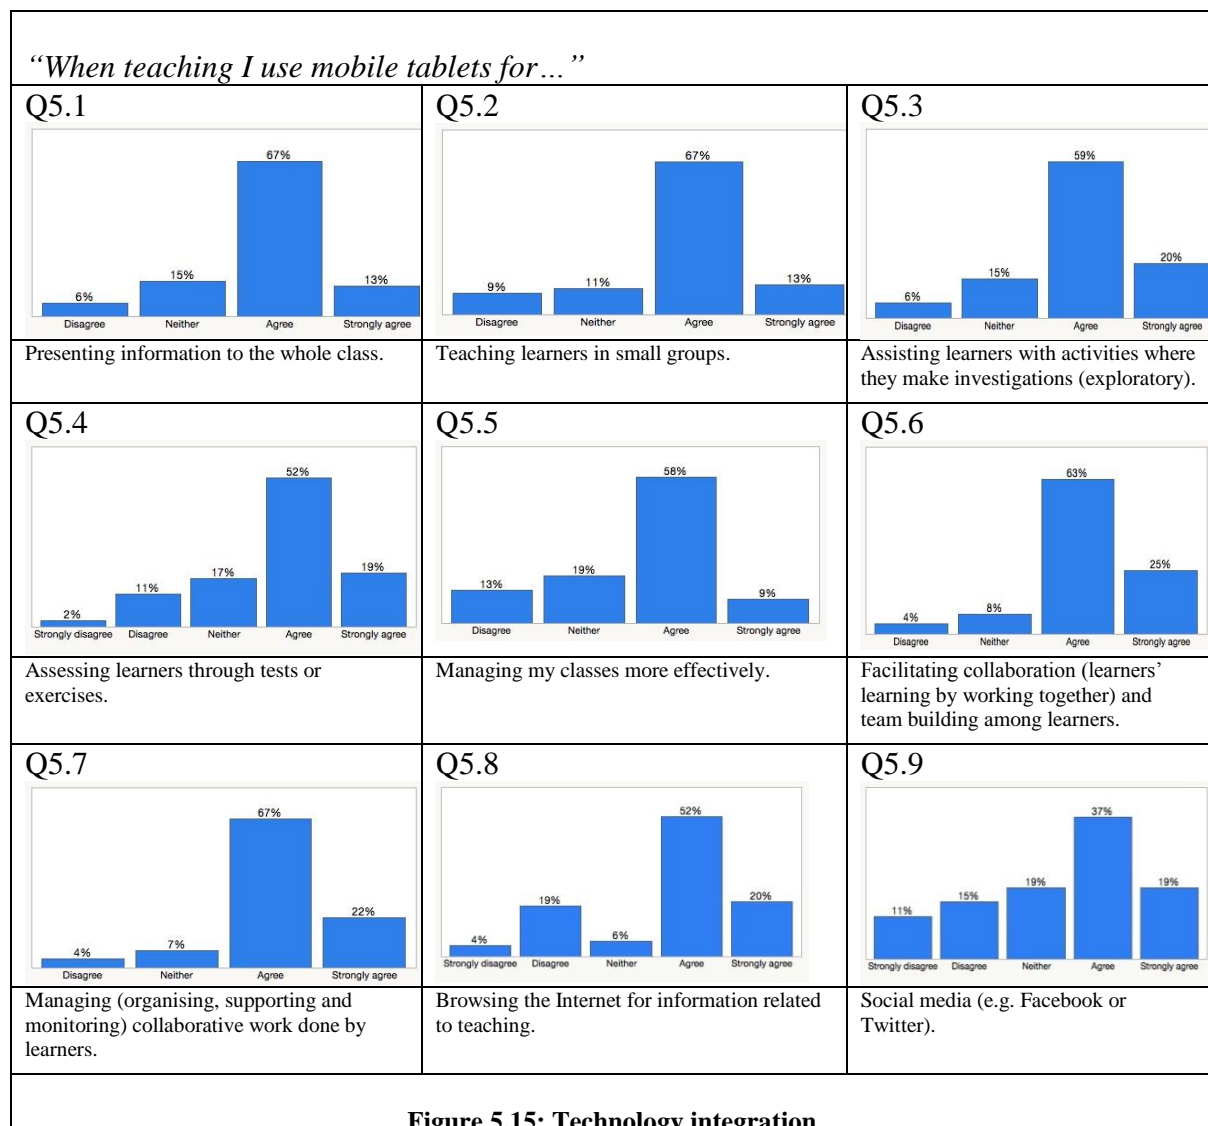 “When teaching I use mobile tablets for…”
Q5.1
67%
15%
13%
6%
Disagree Neither Agree Strongly agree
Presenting information to the whole class.
Q5.2
67%
9%
11%
13%
Disagree Neither Agree Strongly agree
Teaching learners in small groups.
Q5.3
59%
20%
15%
6%
Disagree Neither Agree Strongly agree
Assisting learners with activities where
they make investigations (exploratory).
Q5.4
52%
19%
17%
11%
2%
Strongly disagree Disagree Neither Agree Strongly agree
Assessing learners through tests or
exercises.
Q5.5
58%
19%
13%
9%
Disagree Neither Agree Strongly agree
Managing my classes more effectively.
Q5.6
63%
25%
8%
4%
Disagree Neither Agree Strongly agree
Facilitating collaboration (learners’
learning by working together) and
team building among learners.
Q5.7
67%
22%
7%
4%
Disagree Neither Agree Strongly agree
Managing (organising, supporting and
monitoring) collaborative work done by
learners.
Q5.8
52%
20%
19%
6%
4%
Strongly disagree Disagree Neither Agree Strongly agree
Browsing the Internet for information related
to teaching.
Q5.9
37%
19%
19%
15%
11%
Strongly disagree Disagree Neither Agree Strongly agree
Social media (e.g. Facebook or
Twitter).
Figure 5.15: Technology integration